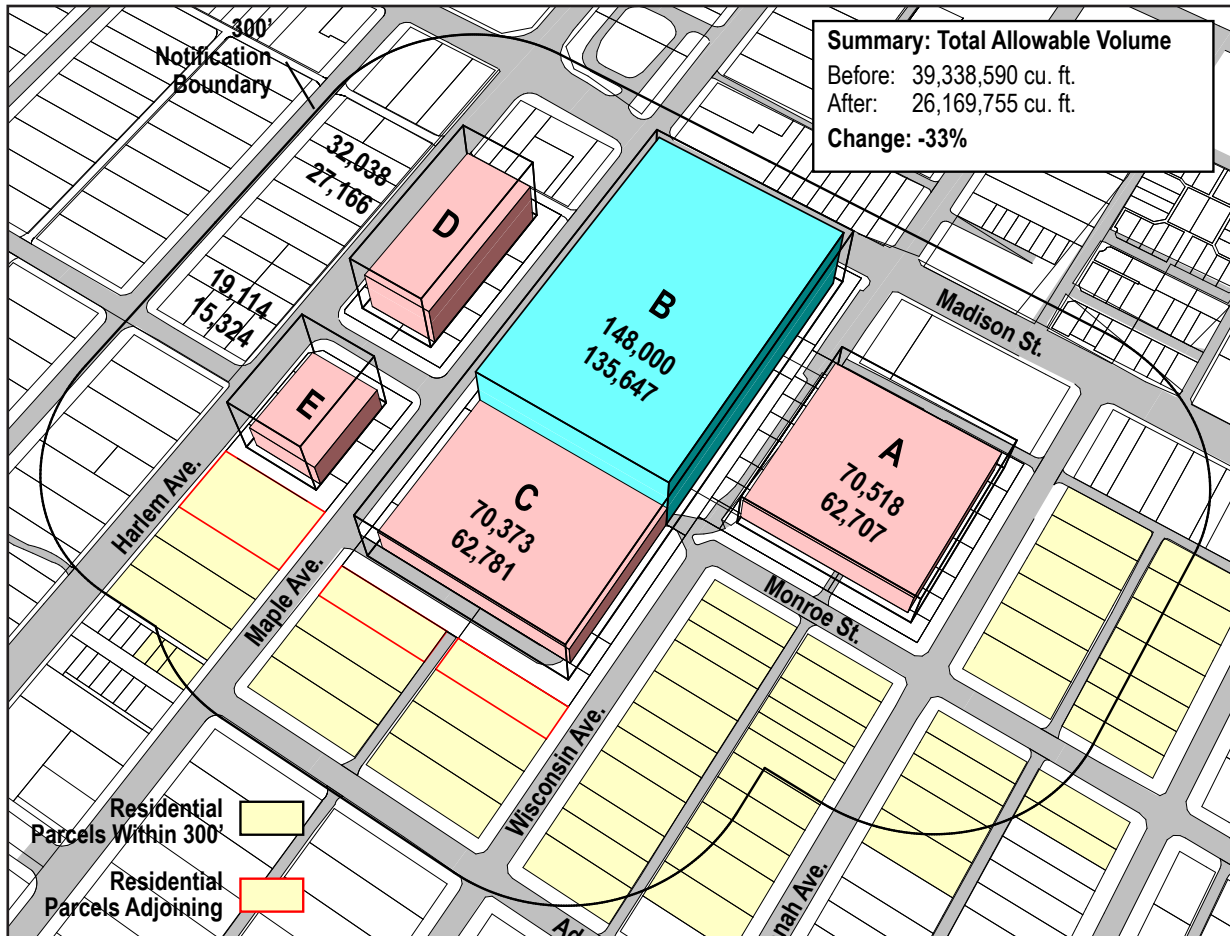 300'
Notification
Boundary
Summary: Total Allowable Volume
Before: 39,338,590 cu. ft.
After: 26,169,755 cu. ft.
Change: -33%
32,038
27,166
D
19,114
15,324
B
148,000
135,647
Madison St.
E
A
70,518
62,707
C
70,373
62,781
Harlem Ave.
Maple Ave.
Monroe St.
Wisconsin Ave.
Residential
Parcels Within 300'
Residential
Parcels Adjoining
Ad
nah Ave.